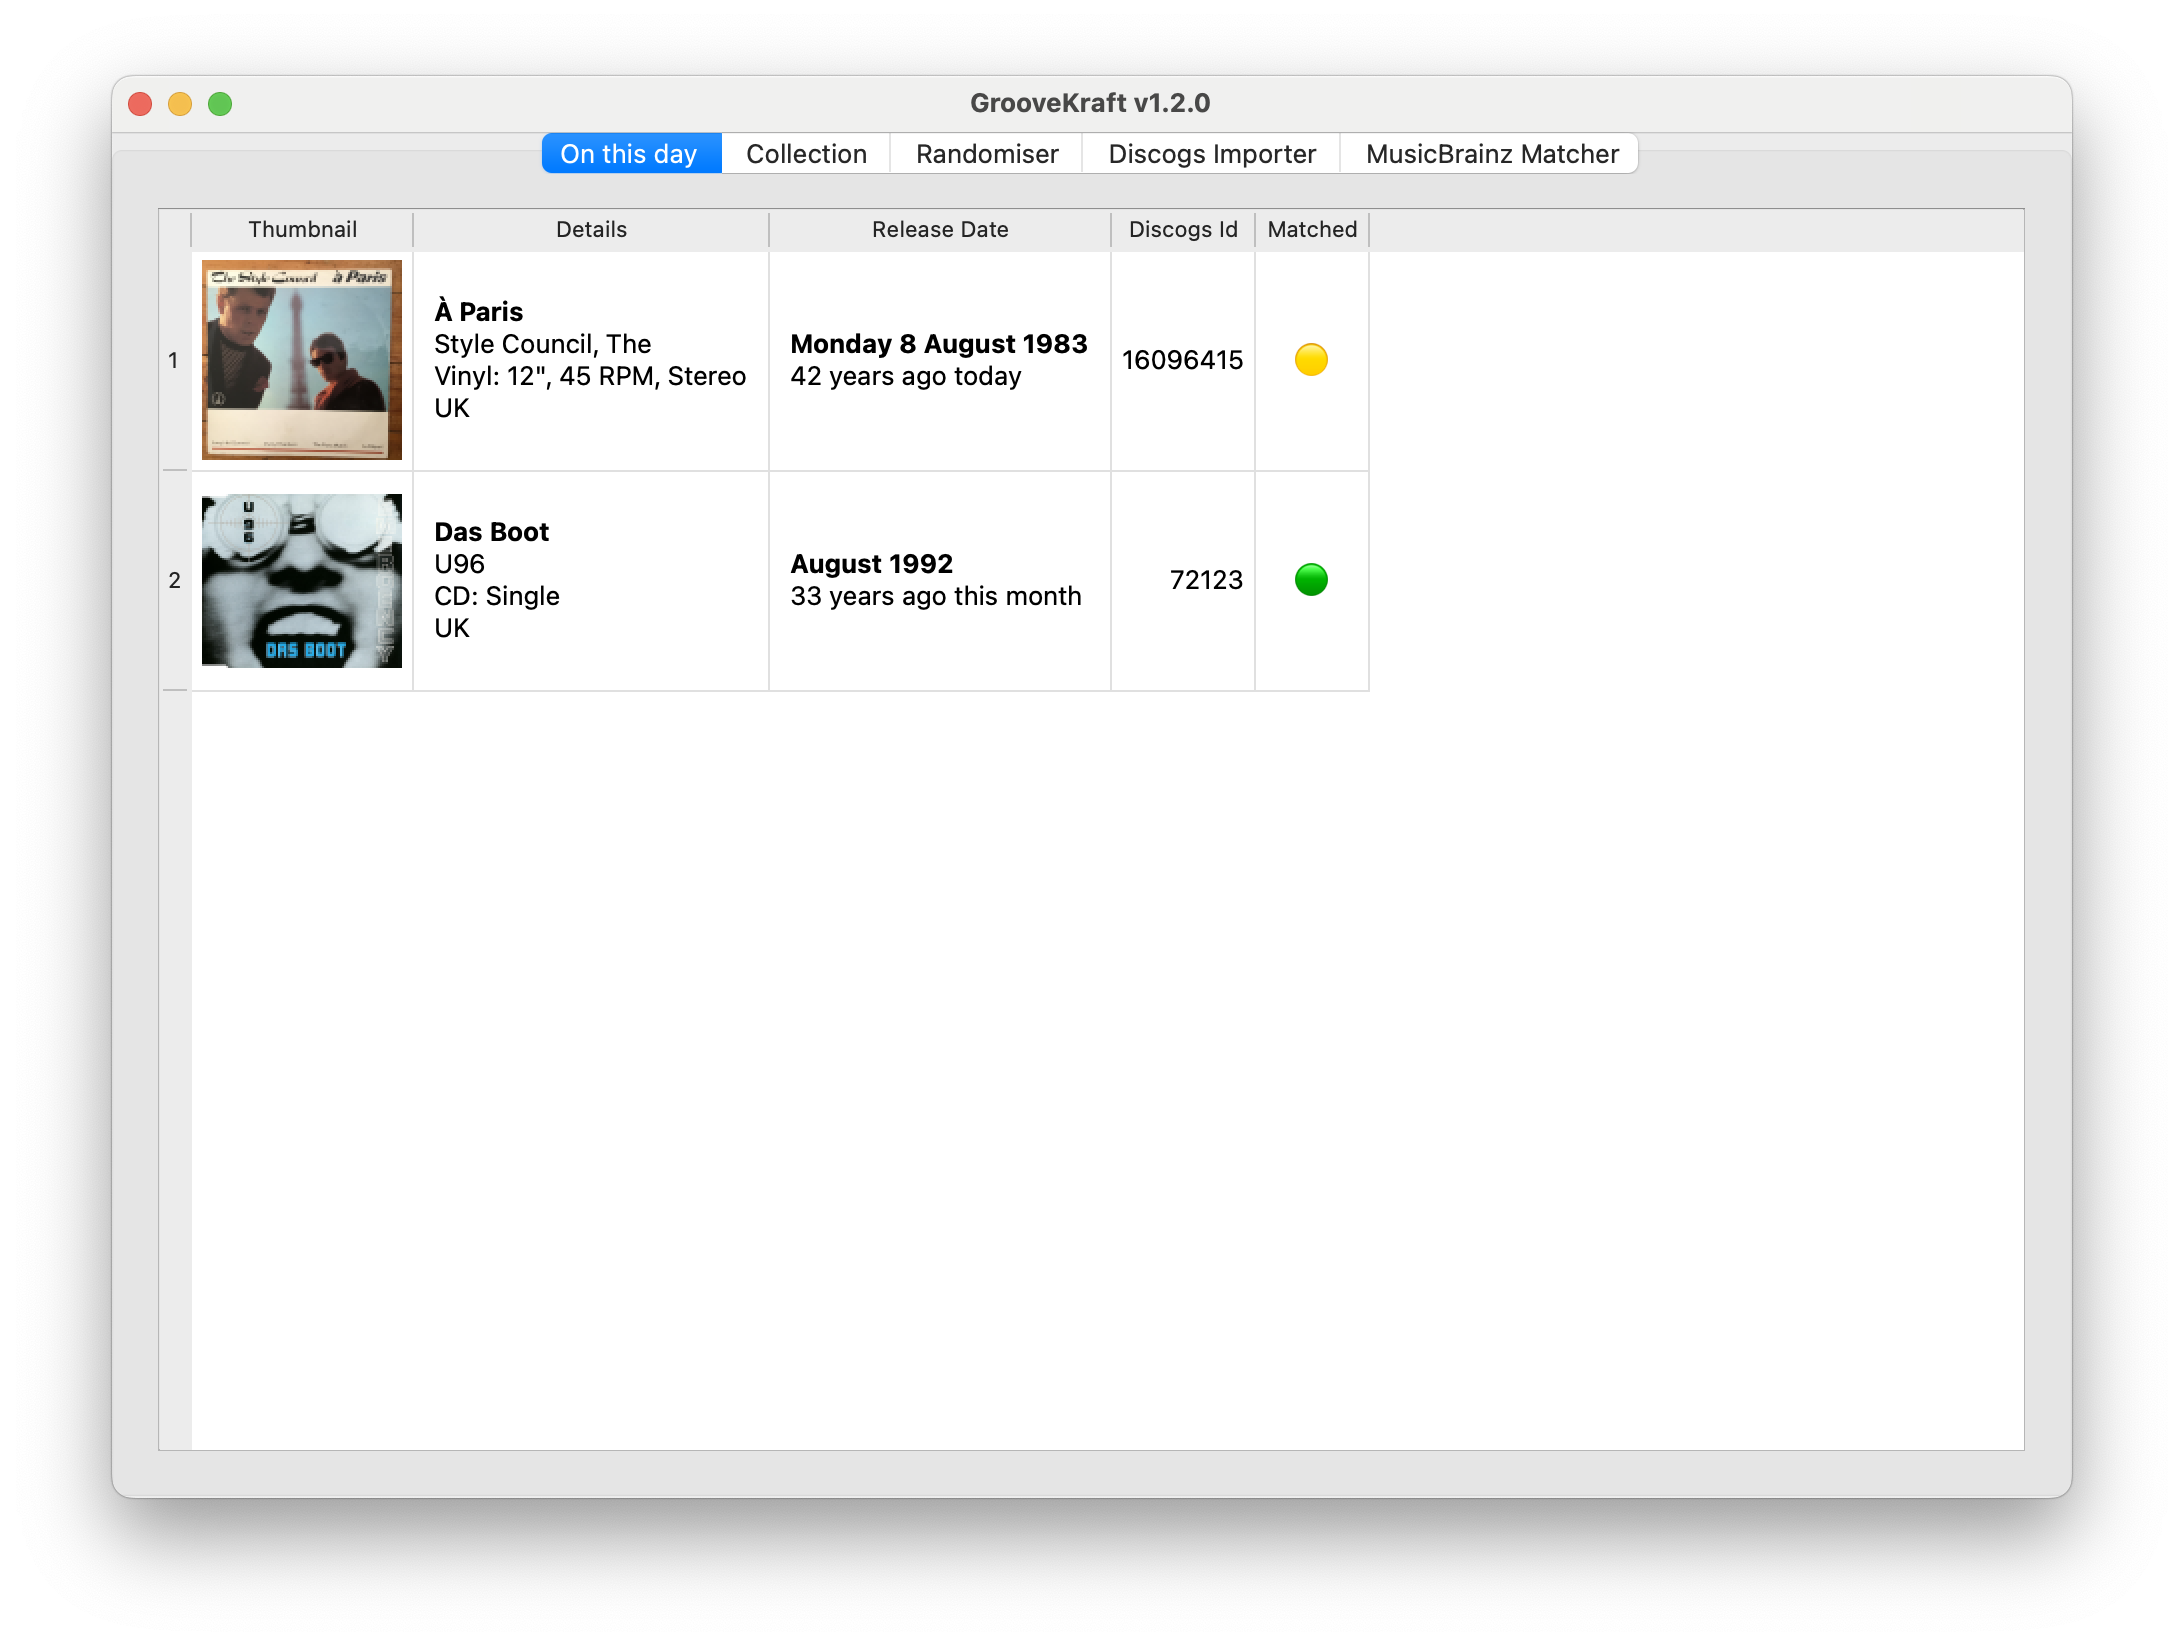 GrooveKraft v1.2.0
On this day
Collection
Randomiser
Discogs Importer
MusicBrainz Matcher
Thumbnail
Details
Release Date
Discogs Id
Matched
1
The Style Council à Paris
À Paris
Style Council, The
Vinyl: 12", 45 RPM, Stereo
UK
Monday 8 August 1983
42 years ago today
16096415
2
U96
DAS BOOT
Das Boot
U96
CD: Single
UK
August 1992
33 years ago this month
72123